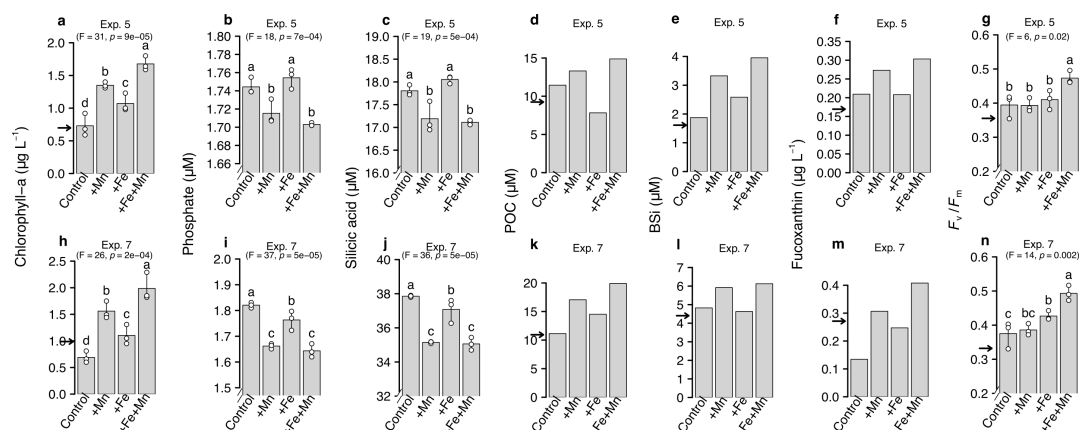 a Exp. 5
(F = 31, p = 9e−05)
Chlorophyll−a (µg L−1)
2.0
1.5
1.0
0.5
0.0
d
b
c
a
Control
+Mn
+Fe
+Fe+Mn
b Exp. 5
(F = 18, p = 7e−04)
Phosphate (µM)
1.80
1.78
1.76
1.74
1.72
1.70
1.68
1.66
a
b
a
b
Control
+Mn
+Fe
+Fe+Mn
c Exp. 5
(F = 19, p = 5e−04)
Silicic acid (µM)
19.0
18.5
18.0
17.5
17.0
16.5
16.0
a
b
a
b
Control
+Mn
+Fe
+Fe+Mn
d Exp. 5
POC (µM)
15
10
5
0
Control
+Mn
+Fe
+Fe+Mn
e Exp. 5
BSi (µM)
4
3
2
1
0
Control
+Mn
+Fe
+Fe+Mn
f Exp. 5
Fucoxanthin (µg L−1)
0.35
0.30
0.25
0.20
0.15
0.10
0.05
0.00
Control
+Mn
+Fe
+Fe+Mn
g Exp. 5
(F = 6, p = 0.02)
Fv / Fm
0.6
0.5
0.4
0.3
0.2
b
b
b
a
Control
+Mn
+Fe
+Fe+Mn
h Exp. 7
(F = 26, p = 2e−04)
2.5
2.0
1.5
1.0
0.5
0.0
d
b
c
a
Control
+Mn
+Fe
+Fe+Mn
i Exp. 7
(F = 37, p = 5e−05)
2.0
1.9
1.8
1.7
1.6
1.5
a
c
b
c
Control
+Mn
+Fe
+Fe+Mn
j Exp. 7
(F = 36, p = 5e−05)
40
38
36
34
32
a
c
b
c
Control
+Mn
+Fe
+Fe+Mn
k Exp. 7
20
15
10
5
0
Control
+Mn
+Fe
+Fe+Mn
l Exp. 7
7
6
5
4
3
2
1
0
Control
+Mn
+Fe
+Fe+Mn
m Exp. 7
0.4
0.3
0.2
0.1
0.0
Control
+Mn
+Fe
+Fe+Mn
n Exp. 7
(F = 14, p = 0.002)
0.6
0.5
0.4
0.3
0.2
c
bc
b
a
Control
+Mn
+Fe
+Fe+Mn